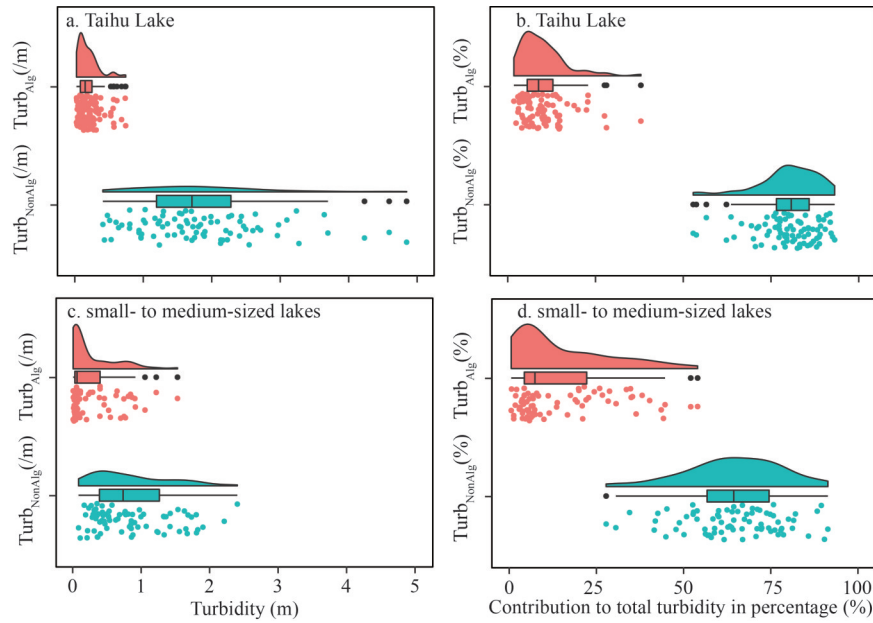 a. Taihu Lake
Turb_Alg(/m)
Turb_NonAlg(/m)
b. Taihu Lake
Turb_Alg(%)
Turb_NonAlg(%)
c. small- to medium-sized lakes
Turb_Alg(/m)
Turb_NonAlg(/m)
0 1 2 3 4 5
Turbidity (m)
d. small- to medium-sized lakes
Turb_Alg(%)
Turb_NonAlg(%)
0 25 50 75 100
Contribution to total turbidity in percentage (%)